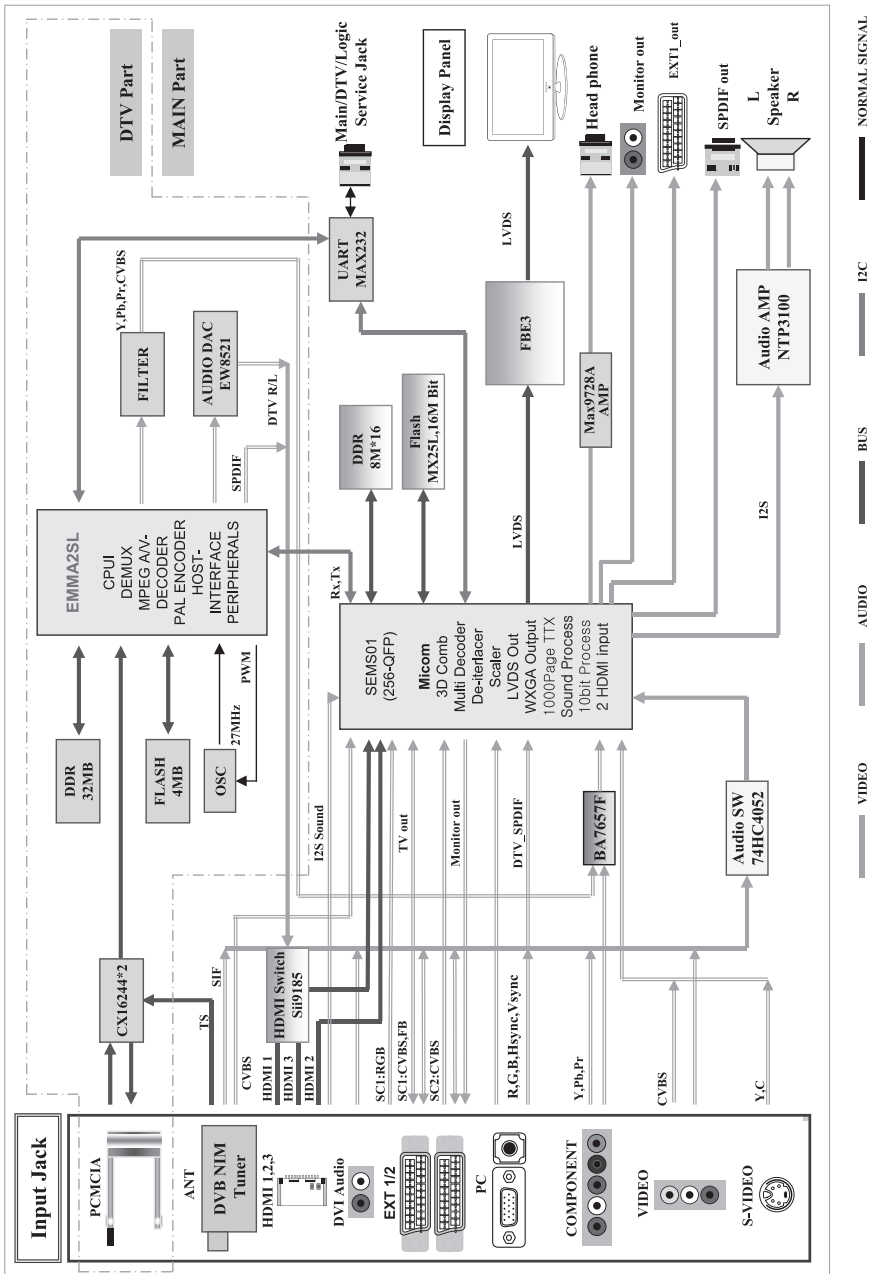 Input Jack
PCMCIA
ANT
DVB NIM
Tuner
HDMI 1,2,3
DVI Audio
EXT 1/2
PC
COMPONENT
VIDEO
S-VIDEO
CX16244*2
TS
SIF
CVBS
HDMI Switch
Sii9185
HDMI 1
HDMI 3
HDMI 2
SC1:RGB
SC1:CVBS,FB
SC2:CVBS
R,G,B,Hsync,Vsync
Y,Pb,Pr
CVBS
Y,C
DDR
32MB
FLASH
4MB
OSC
27MHz
PWM
I2S Sound
TV out
Monitor out
DTV_SPDIF
BA7657F
Audio SW
74HC4052
EMMA2SL
CPUI
DEMUX
MPEG A/V-
DECODER
PAL ENCODER
HOST-
INTERFACE
PERIPHERALS
Rx,Tx
SEMS01
(256-QFP)
Micom
3D Comb
Multi Decoder
De-iterlacer
Scaler
LVDS Out
WXGA Output
1000Page TTX
Sound Process
10bit Process
2 HDMI input
FILTER
Y,Pb,Pr,CVBS
AUDIO DAC
EW8521
DTV R/L
SPDIF
DDR
8M*16
Flash
MX25L,16M Bit
UART
MAX232
LVDS
FBE3
LVDS
Max9728A
AMP
I2S
Audio AMP
NTP3100
DTV Part
MAIN Part
Main/DTV/Logic
Service Jack
Display Panel
Head phone
Monitor out
EXT1_out
SPDIF out
L
Speaker
R
VIDEO
AUDIO
BUS
I2C
NORMAL SIGNAL